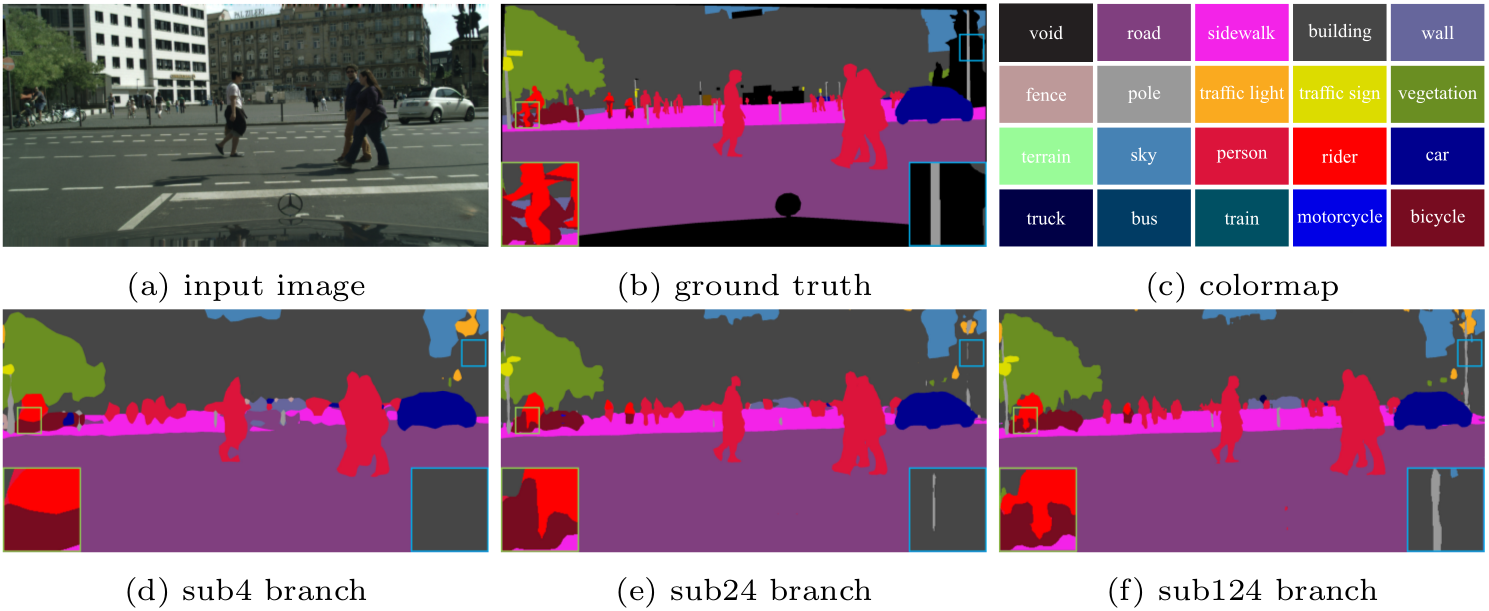 void road sidewalk building wall
fence pole traffic light traffic sign vegetation
terrain sky person rider car
truck bus train motorcycle bicycle
(a) input image (b) ground truth (c) colormap
(d) sub4 branch (e) sub24 branch (f) sub124 branch